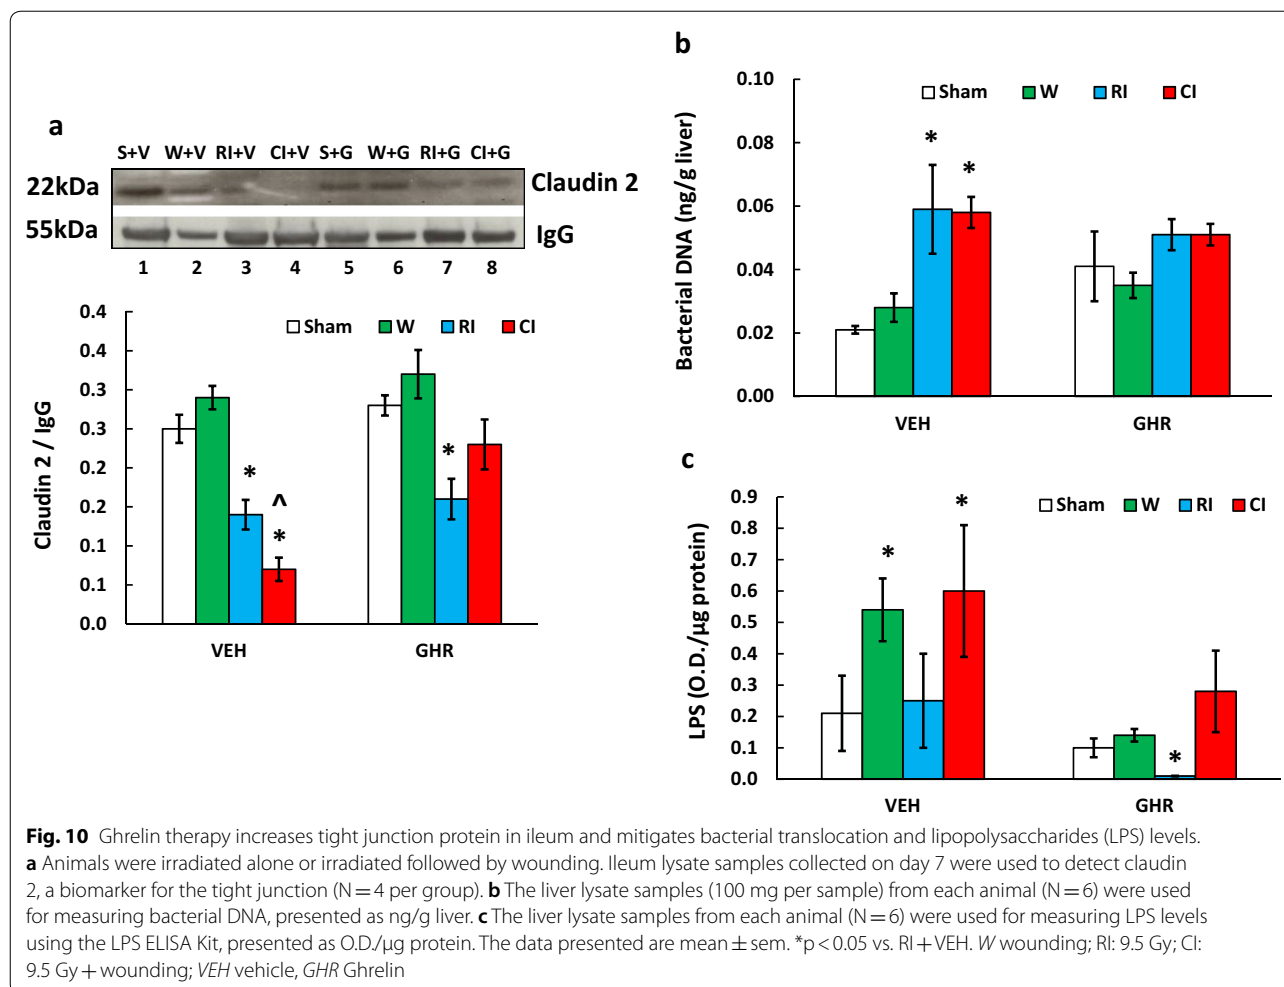 a
S+V W+V RI+V CI+V S+G W+G RI+G CI+G
22kDa Claudin 2
55kDa IgG
1 2 3 4 5 6 7 8
Sham W RI CI
0.4
0.4
0.3
0.3
0.2
0.2
0.1
0.1
0.0
Claudin 2 / IgG
* ^ * *
VEH GHR
b
Sham W RI CI
0.10
0.08
0.06
0.04
0.02
0.00
Bacterial DNA (ng/g liver)
* *
VEH GHR
c
Sham W RI CI
0.9
0.8
0.7
0.6
0.5
0.4
0.3
0.2
0.1
0.0
LPS (O.D./µg protein)
* * *
VEH GHR
Fig. 10 Ghrelin therapy increases tight junction protein in ileum and mitigates bacterial translocation and lipopolysaccharides (LPS) levels.
a Animals were irradiated alone or irradiated followed by wounding. Ileum lysate samples collected on day 7 were used to detect claudin
2, a biomarker for the tight junction (N = 4 per group). b The liver lysate samples (100 mg per sample) from each animal (N = 6) were used
for measuring bacterial DNA, presented as ng/g liver. c The liver lysate samples from each animal (N = 6) were used for measuring LPS levels
using the LPS ELISA Kit, presented as O.D./µg protein. The data presented are mean ± sem. *p < 0.05 vs. RI + VEH. W wounding; RI: 9.5 Gy; CI:
9.5 Gy + wounding; VEH vehicle, GHR Ghrelin